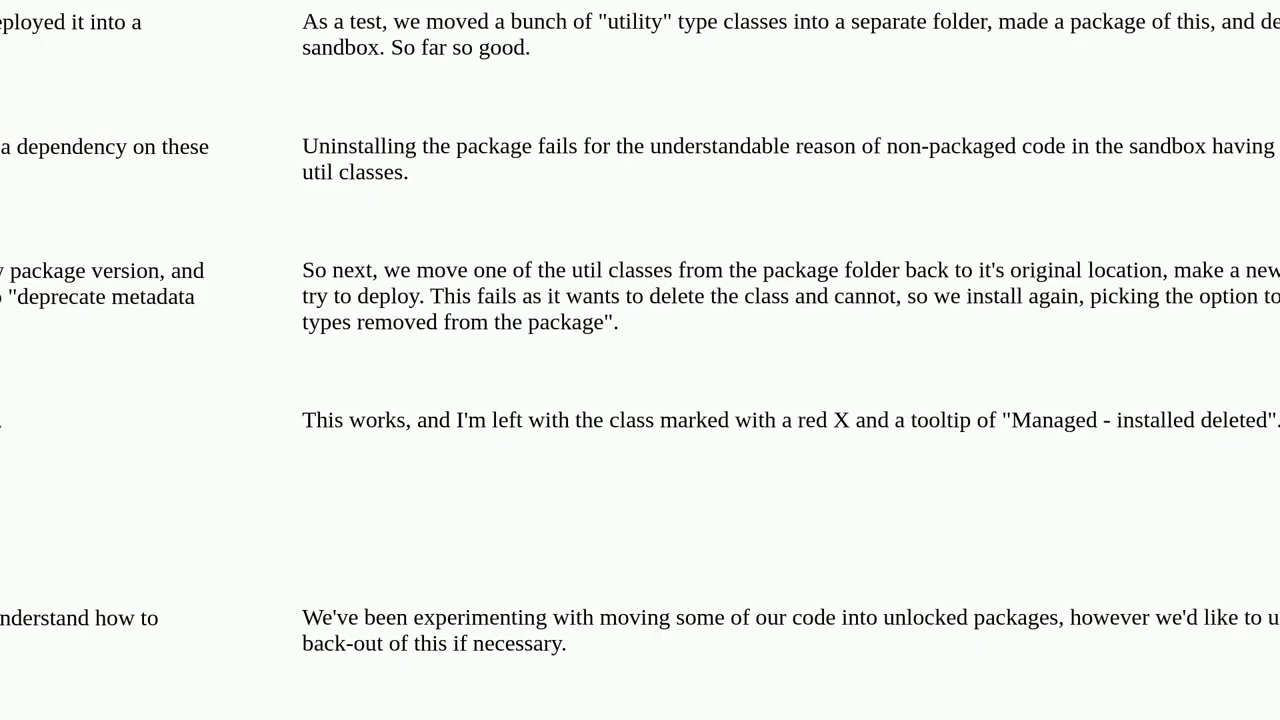 eployed it into a
As a test, we moved a bunch of "utility" type classes into a separate folder, made a package of this, and de
sandbox. So far so good.
a dependency on these
Uninstalling the package fails for the understandable reason of non-packaged code in the sandbox having
util classes.
package version, and
"deprecate metadata
So next, we move one of the util classes from the package folder back to it's original location, make a new
try to deploy. This fails as it wants to delete the class and cannot, so we install again, picking the option to
types removed from the package".
This works, and I'm left with the class marked with a red X and a tooltip of "Managed - installed deleted".
nderstand how to
We've been experimenting with moving some of our code into unlocked packages, however we'd like to u
back-out of this if necessary.